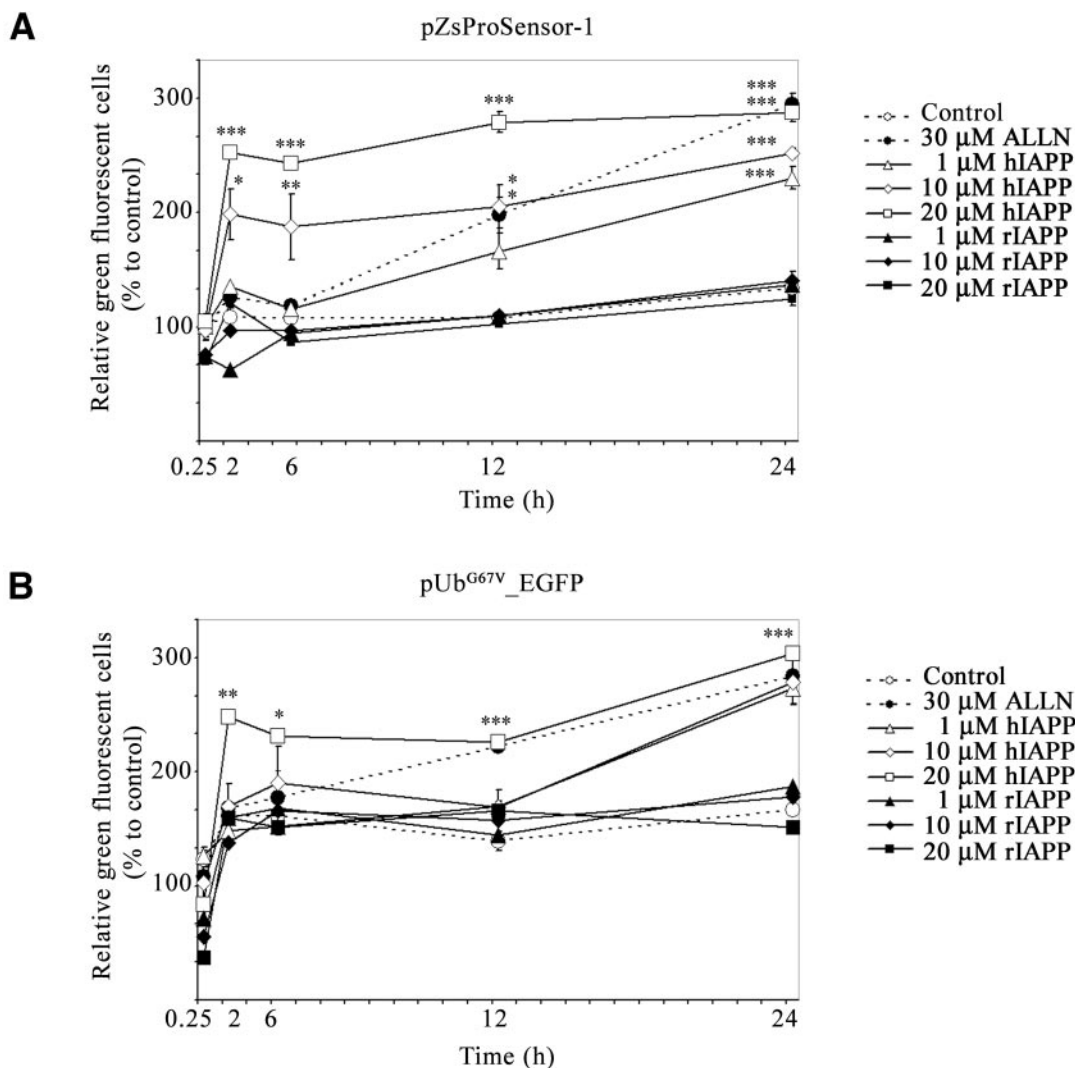 A
pZsProSensor-1
Relative green fluorescent cells
(% to control)
300
200
100
***
***
***
***
***
***
***
*
**
*
*
0.25 2 6 12 24
Time (h)
Control
30 μM ALLN
1 μM hIAPP
10 μM hIAPP
20 μM hIAPP
1 μM rIAPP
10 μM rIAPP
20 μM rIAPP
B
pUbG67V_EGFP
Relative green fluorescent cells
(% to control)
300
200
100
**
*
***
***
0.25 2 6 12 24
Time (h)
Control
30 μM ALLN
1 μM hIAPP
10 μM hIAPP
20 μM hIAPP
1 μM rIAPP
10 μM rIAPP
20 μM rIAPP